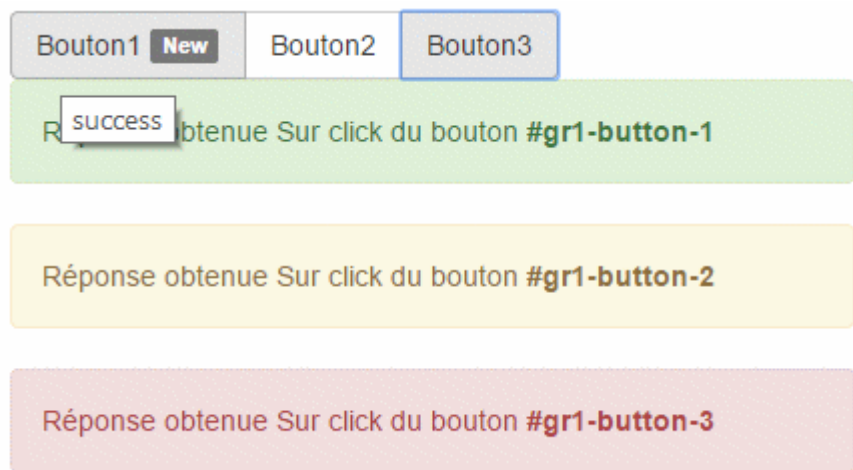 Bouton1 New Bouton2 Bouton3
success
R btenue Sur click du bouton #gr1-button-1
Réponse obtenue Sur click du bouton #gr1-button-2
Réponse obtenue Sur click du bouton #gr1-button-3